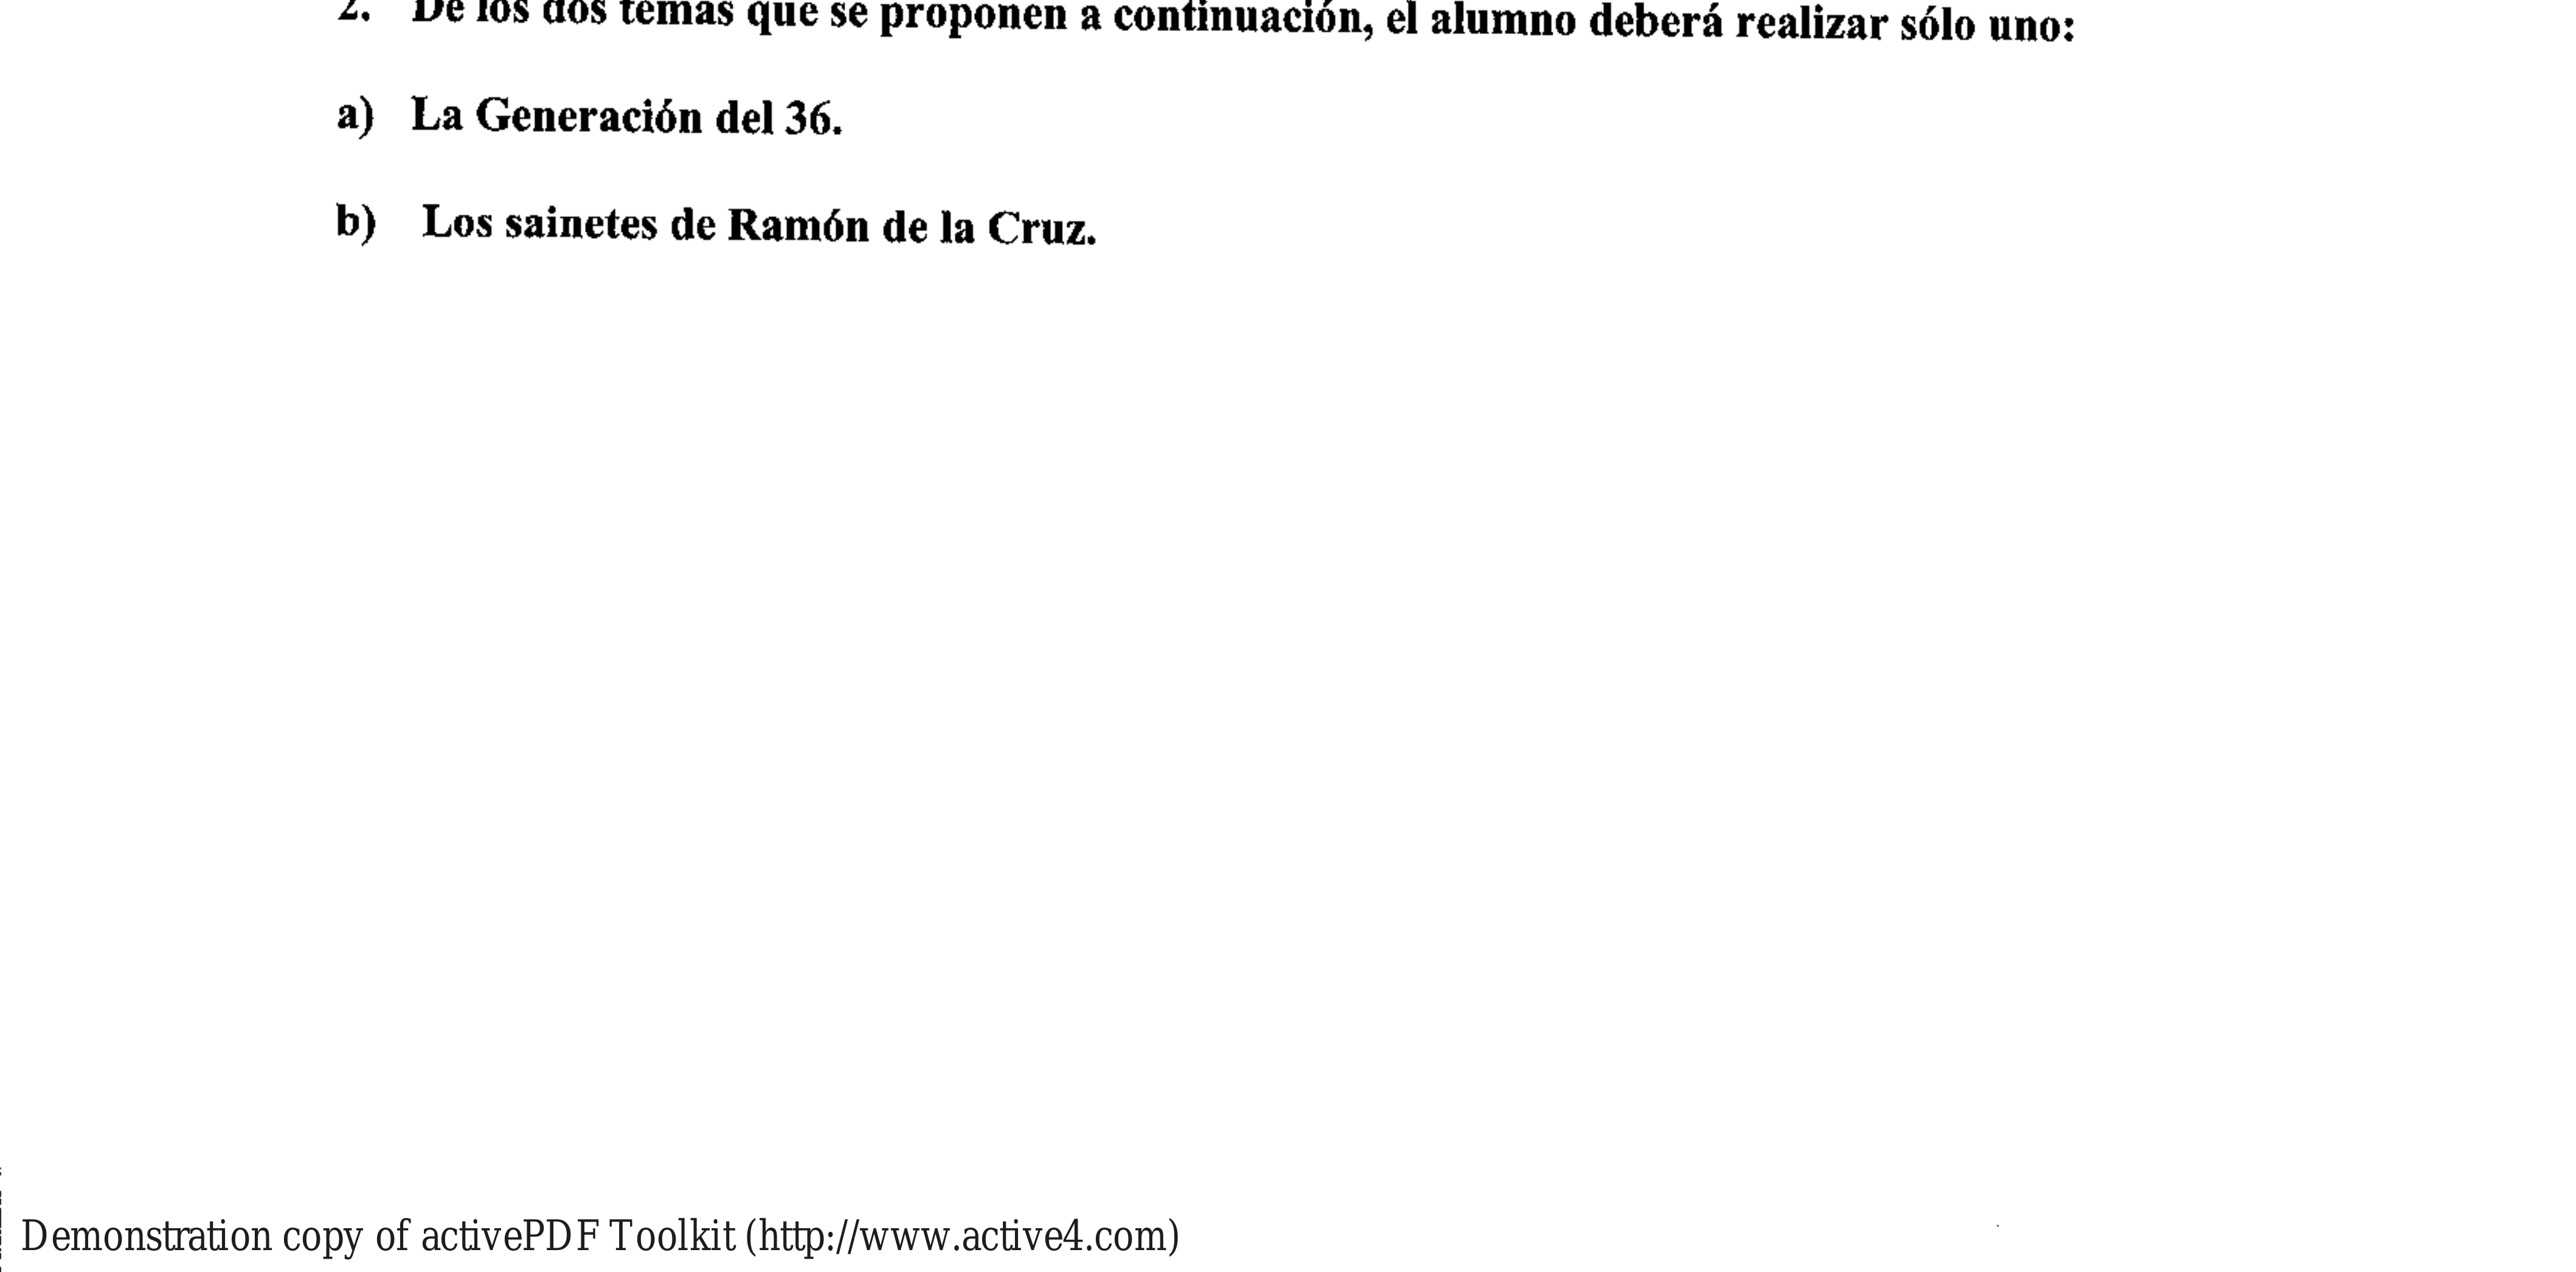 2. De los dos temas que se proponen a continuación, el alumno deberá realizar sólo uno:
a) La Generación del 36.
b) Los sainetes de Ramón de la Cruz.
Demonstration copy of activePDF Toolkit (http://www.active4.com)